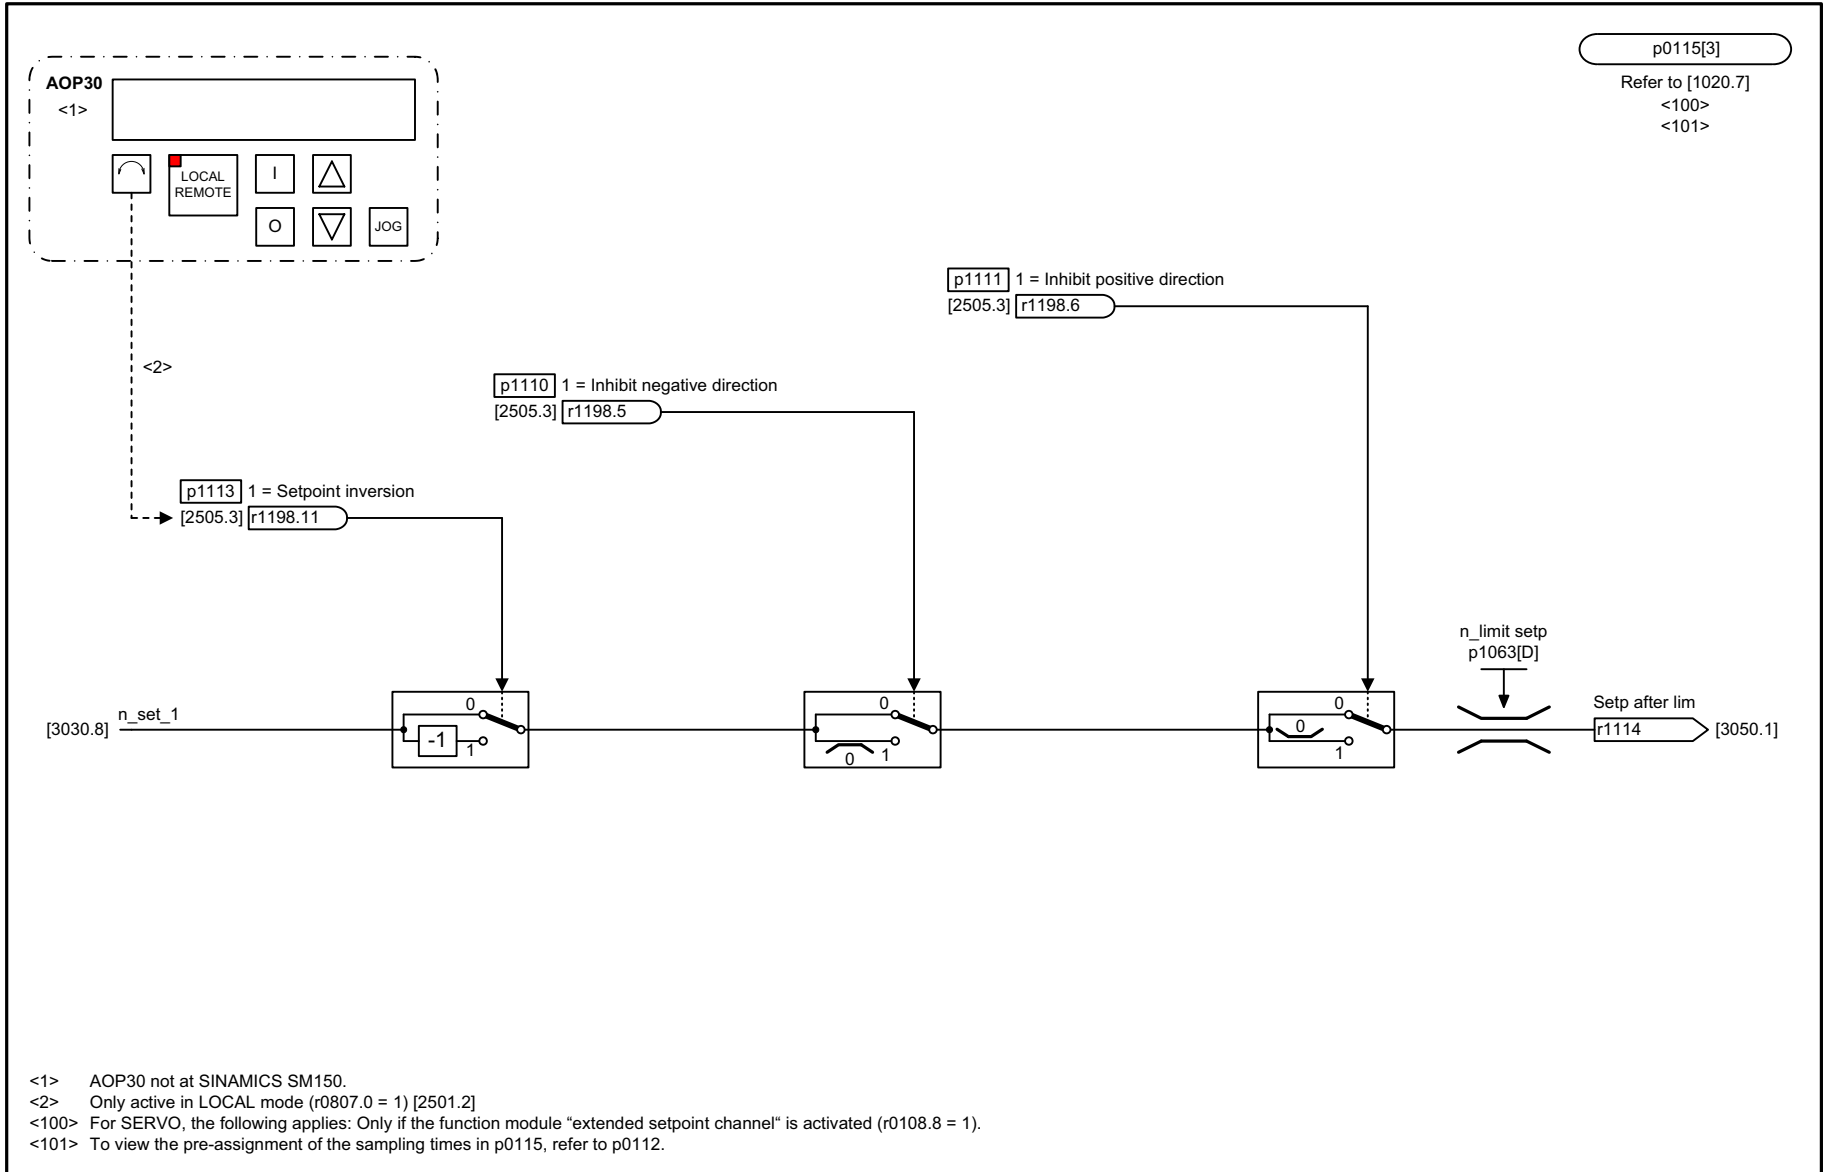 p0115[3]
Refer to [1020.7]
<100>
<101>
AOP30
<1>
LOCAL
REMOTE
I
O
JOG
p1111 1 = Inhibit positive direction
[2505.3] r1198.6
<2>
p1110 1 = Inhibit negative direction
[2505.3] r1198.5
p1113 1 = Setpoint inversion
[2505.3] r1198.11
n_limit setp
p1063[D]
[3030.8] n_set_1
0
-1
1
0
0
1
0
0
1
Setp after lim
r1114 [3050.1]
<1> AOP30 not at SINAMICS SM150.
<2> Only active in LOCAL mode (r0807.0 = 1) [2501.2]
<100> For SERVO, the following applies: Only if the function module “extended setpoint channel“ is activated (r0108.8 = 1).
<101> To view the pre-assignment of the sampling times in p0115, refer to p0112.